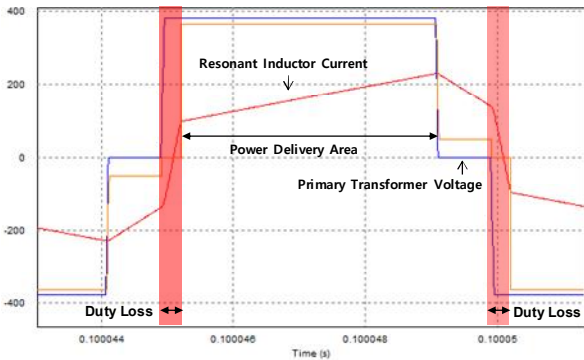 400
Resonant Inductor Current
200
Power Delivery Area
0
Primary Transformer Voltage
-200
-400
Duty Loss
Duty Loss
0.100044
0.100046
0.100048
0.10005
Time (s)